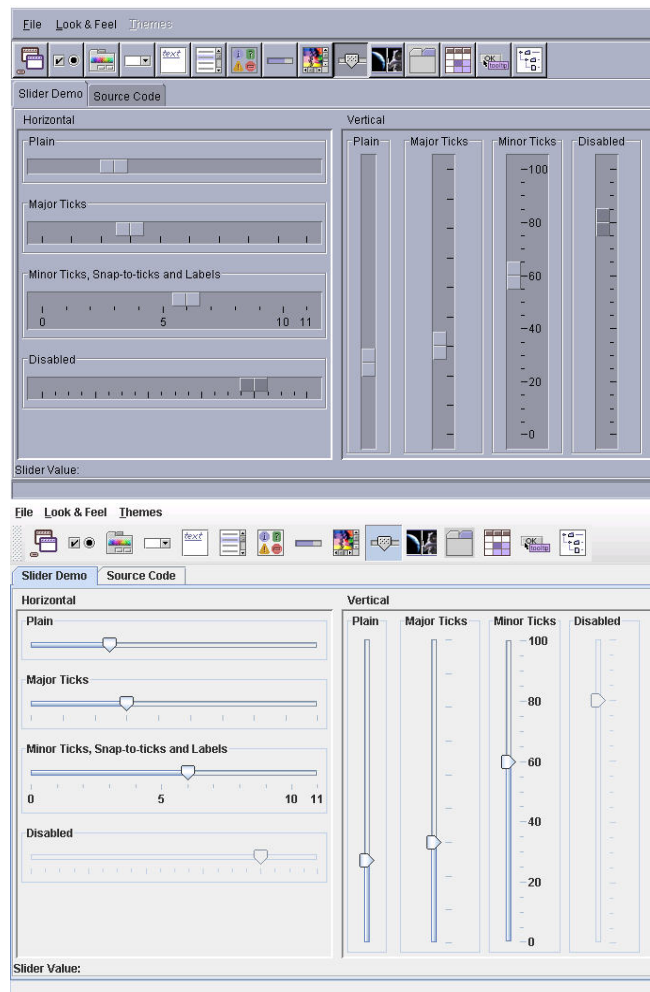 File Look & Feel Themes
text
OK
tooltip
Slider Demo Source Code
Horizontal Vertical
Plain Plain Major Ticks Minor Ticks Disabled
100
Major Ticks
80
Minor Ticks, Snap-to-ticks and Labels
60
0 5 10 11
40
Disabled
20
0
Slider Value:
File Look & Feel Themes
text
OK
tooltip
Slider Demo Source Code
Horizontal Vertical
Plain Plain Major Ticks Minor Ticks Disabled
100
Major Ticks
80
Minor Ticks, Snap-to-ticks and Labels
60
0 5 10 11
40
Disabled
20
0
Slider Value: